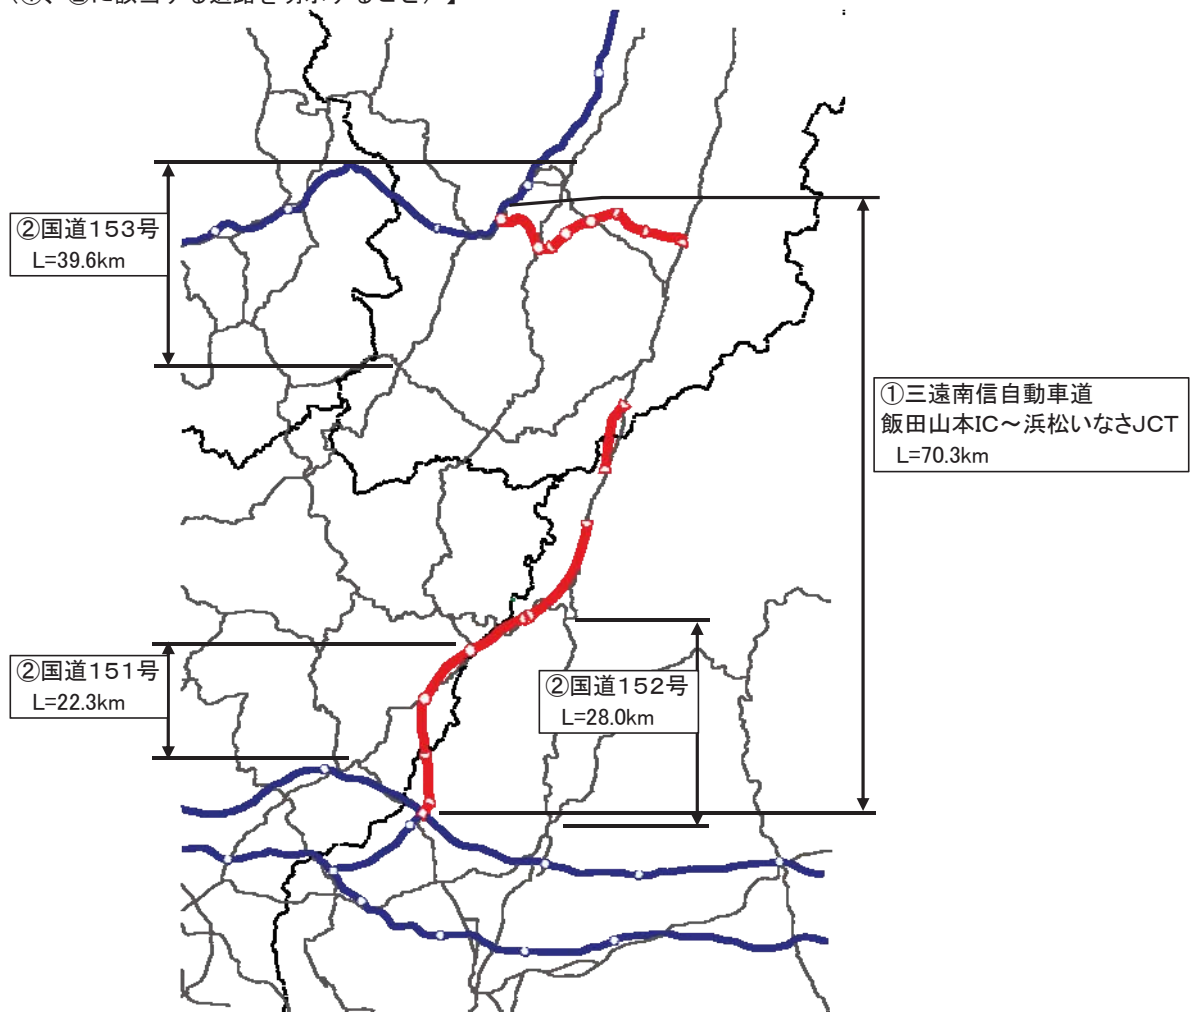 ②国道153号
L=39.6km
①三遠南信自動車道
飯田山本IC～浜松いなさJCT
L=70.3km
②国道151号
L=22.3km
②国道152号
L=28.0km